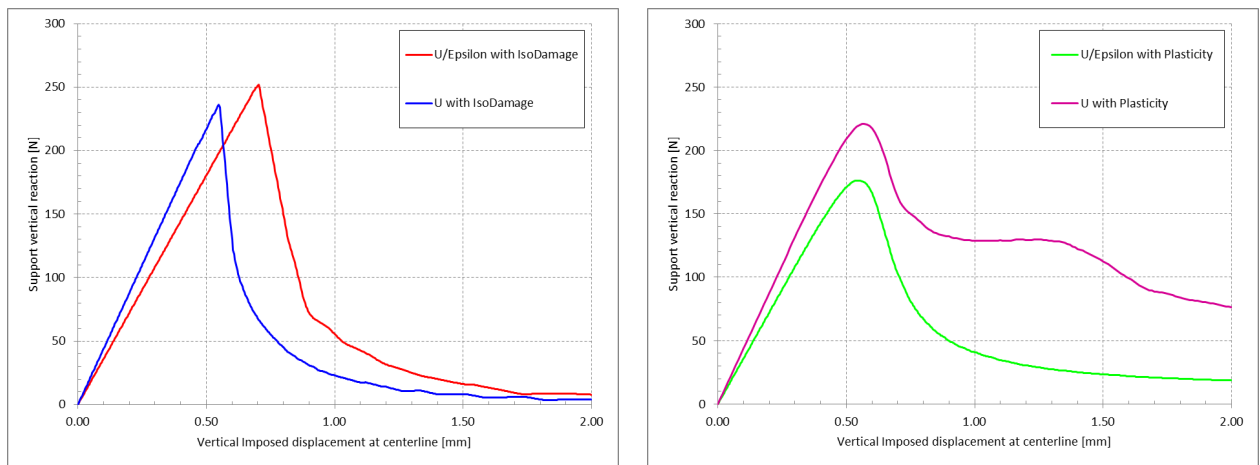 300
250
200
150
100
50
0
Support vertical reaction [N]
U/Epsilon with IsoDamage
U with IsoDamage
0.00 0.50 1.00 1.50 2.00
Vertical Imposed displacement at centerline [mm]
300
250
200
150
100
50
0
Support vertical reaction [N]
U/Epsilon with Plasticity
U with Plasticity
0.00 0.50 1.00 1.50 2.00
Vertical Imposed displacement at centerline [mm]